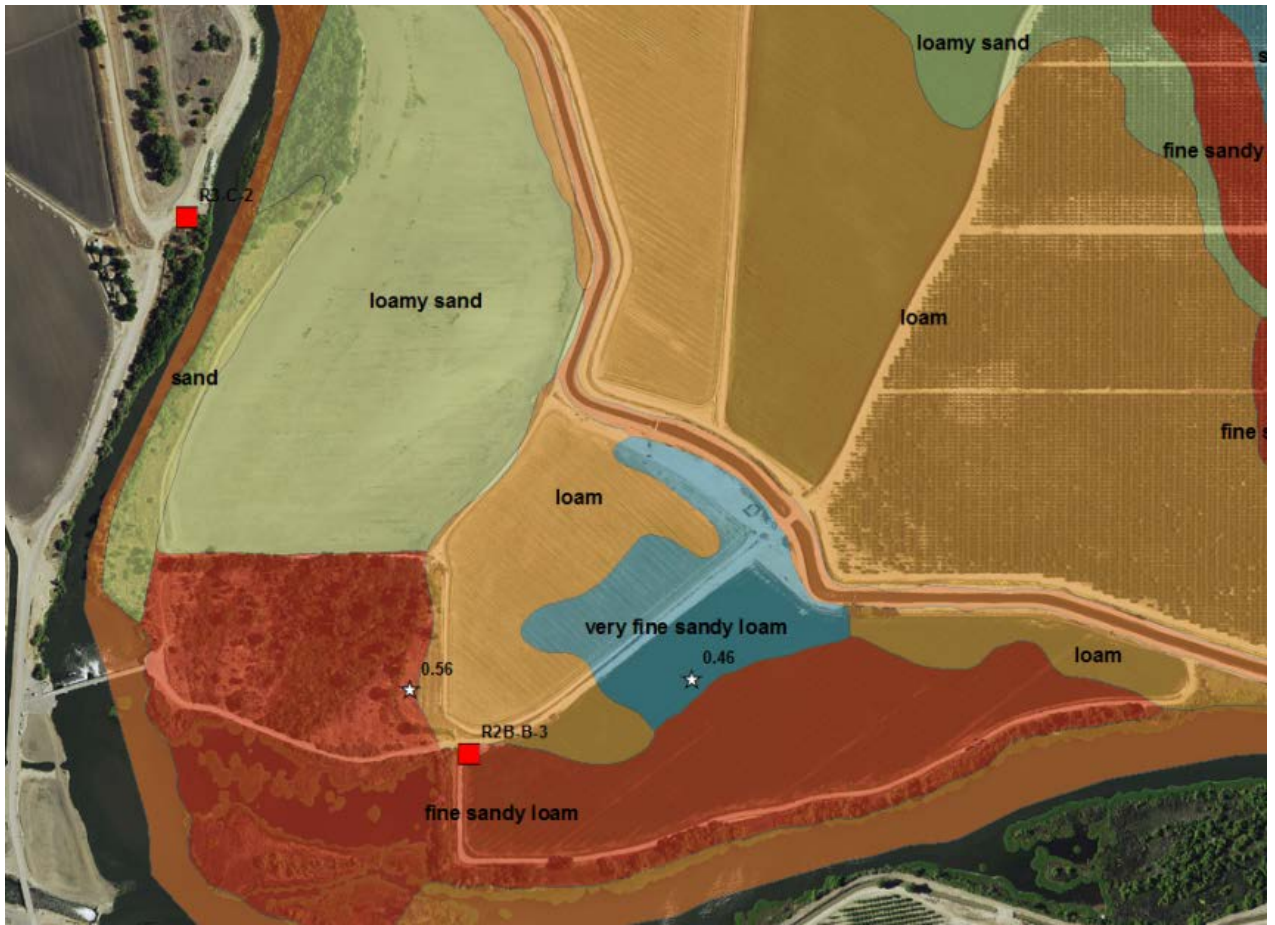 loamy sand
s
fine sandy
R3-C-2
loamy sand
loam
sand
fine s
loam
very fine sandy loam
0.46
loam
0.56
R2B-B-3
fine sandy loam